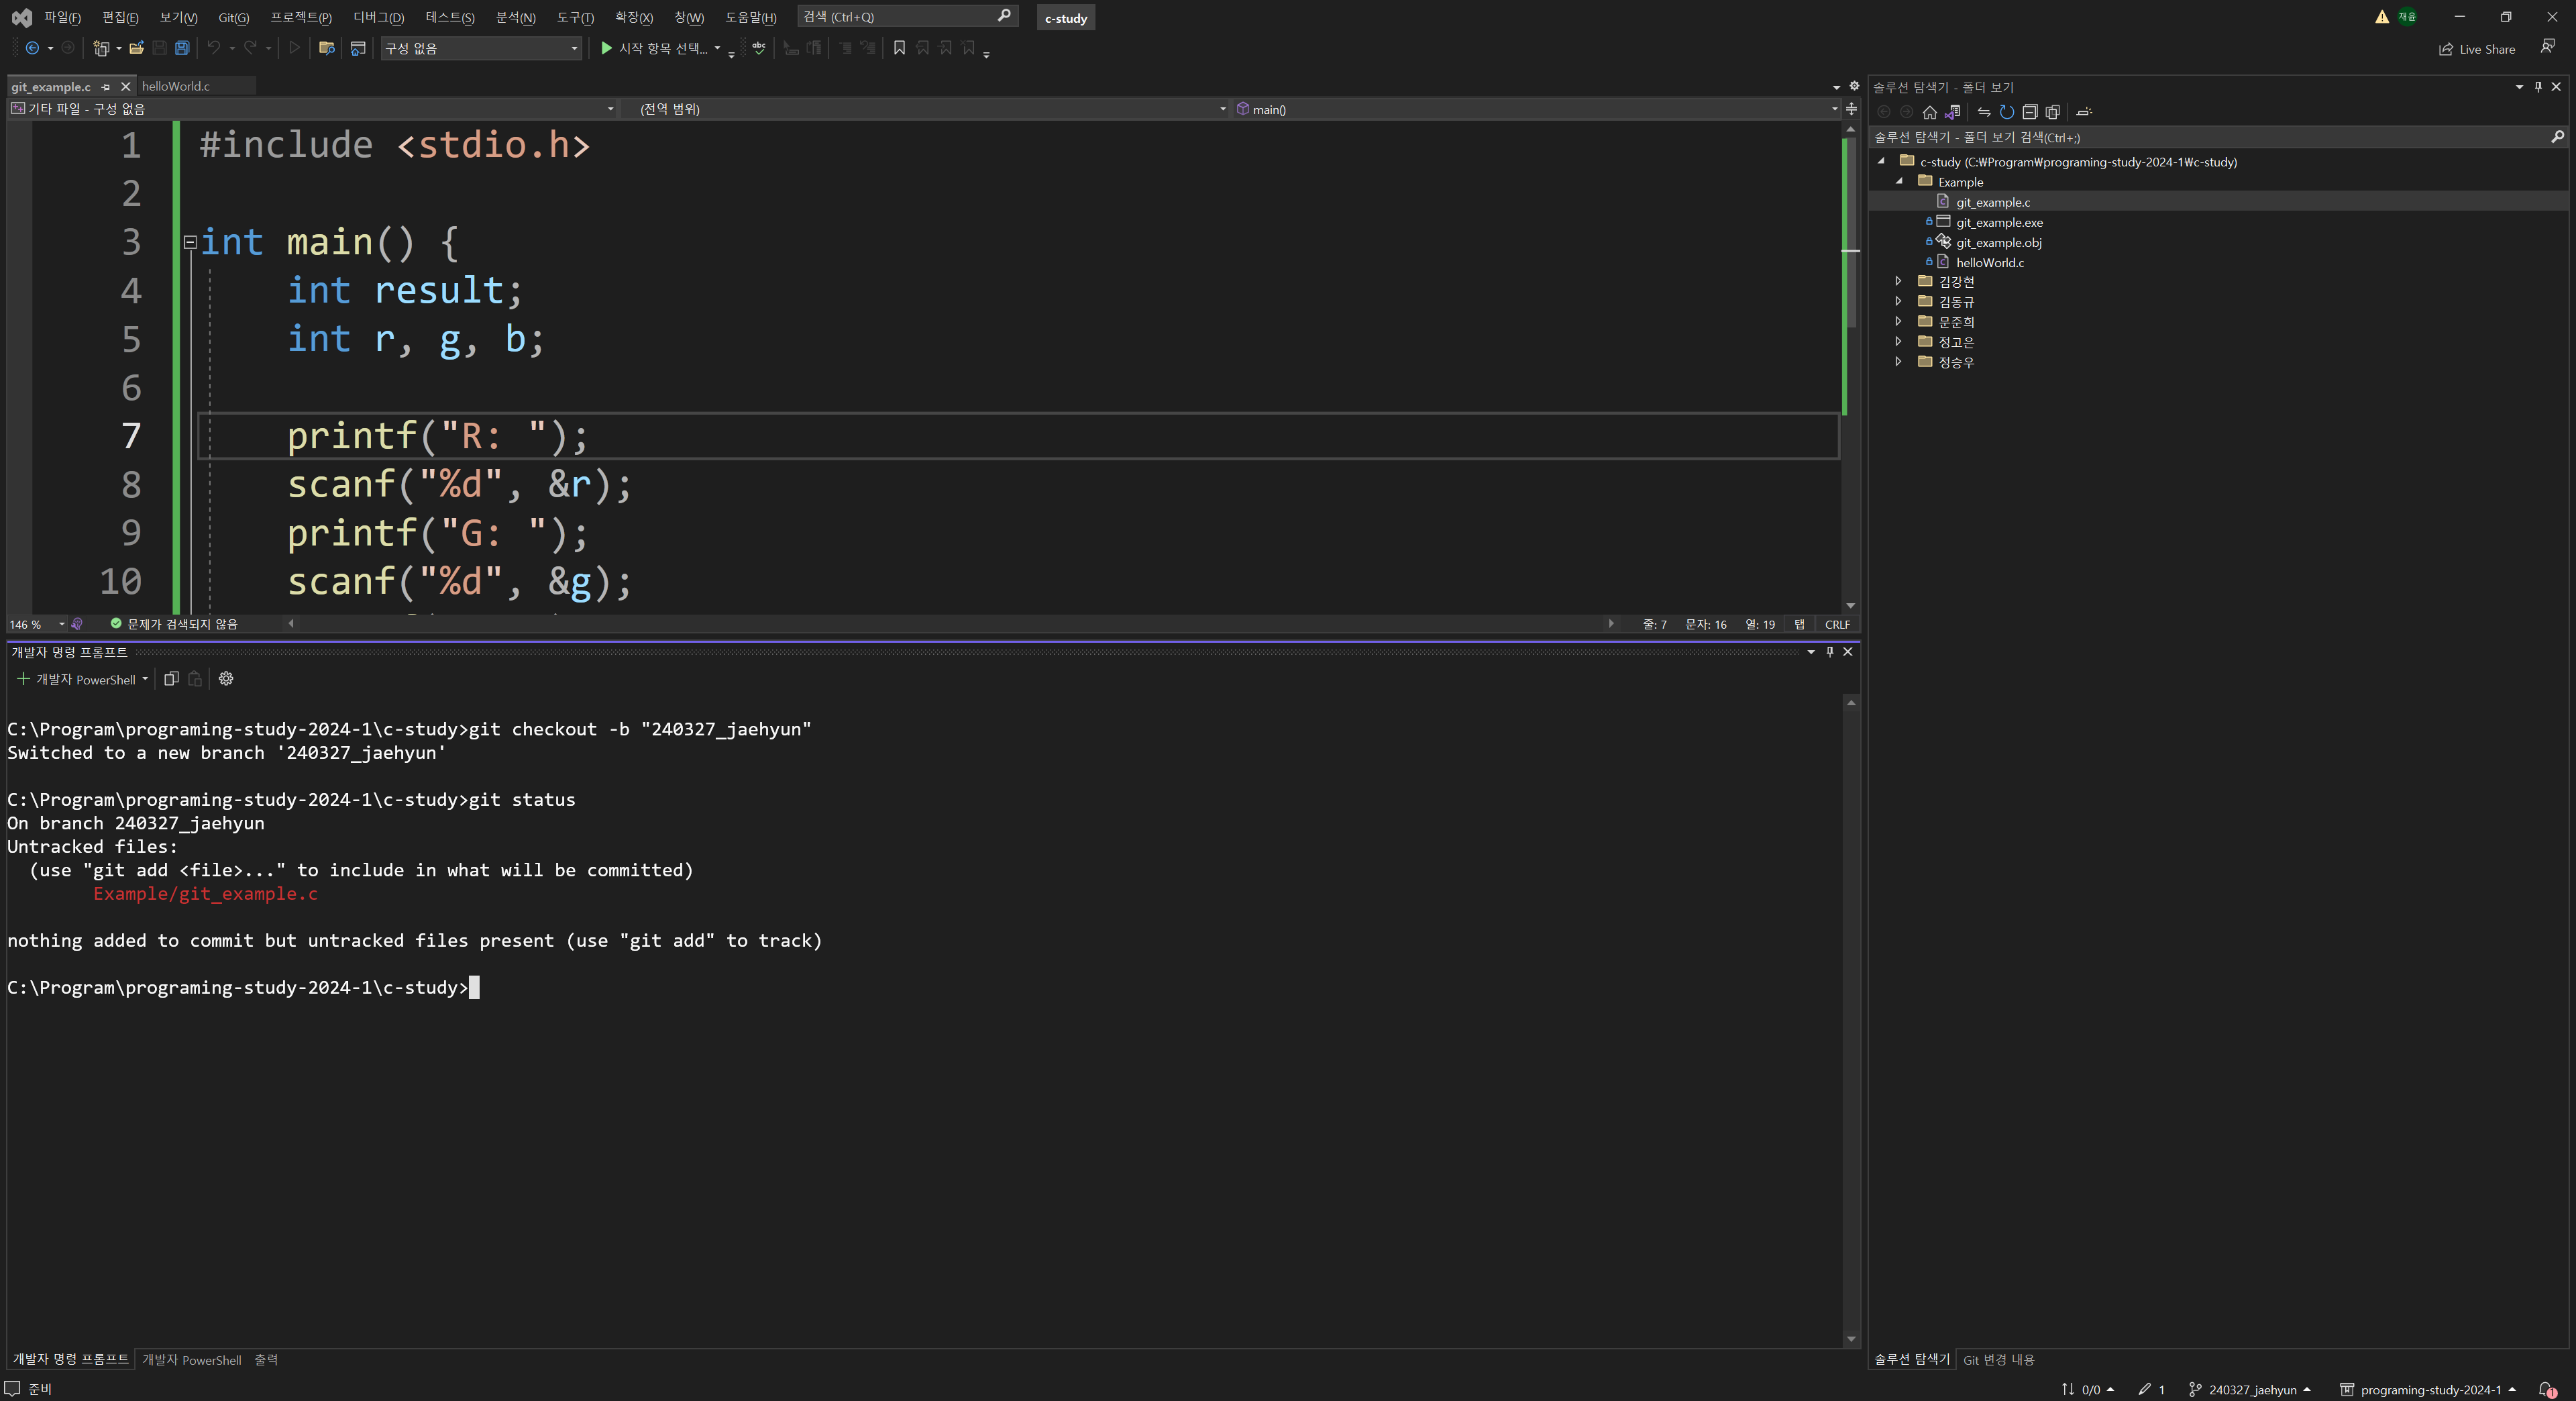 파일(F) 편집(E) 보기(V) Git(G) 프로젝트(P) 디버그(D) 테스트(S) 분석(N) 도구(T) 확장(X) 창(W) 도움말(H) 검색 (Ctrl+Q) c-study 재윤
구성 없음 시작 항목 선택... abc Live Share
git_example.c helloWorld.c
기타 파일 - 구성 없음 (전역 범위) main()
1 #include <stdio.h>
2
3 int main() {
4 int result;
5 int r, g, b;
6
7 printf("R: ");
8 scanf("%d", &r);
9 printf("G: ");
10 scanf("%d", &g);
146 % 문제가 검색되지 않음 줄: 7 문자: 16 열: 19 탭 CRLF
개발자 명령 프롬프트
개발자 PowerShell
C:\Program\programing-study-2024-1\c-study>git checkout -b "240327_jaehyun"
Switched to a new branch '240327_jaehyun'
C:\Program\programing-study-2024-1\c-study>git status
On branch 240327_jaehyun
Untracked files:
(use "git add <file>..." to include in what will be committed)
Example/git_example.c
nothing added to commit but untracked files present (use "git add" to track)
C:\Program\programing-study-2024-1\c-study>
개발자 명령 프롬프트 개발자 PowerShell 출력
솔루션 탐색기 - 폴더 보기
솔루션 탐색기 - 폴더 보기 검색(Ctrl+;)
c-study (C:₩Program₩programing-study-2024-1₩c-study)
Example
git_example.c
git_example.exe
git_example.obj
helloWorld.c
김강현
김동규
문준희
정고은
정승우
솔루션 탐색기 Git 변경 내용
준비 0/0 1 240327_jaehyun programing-study-2024-1 1